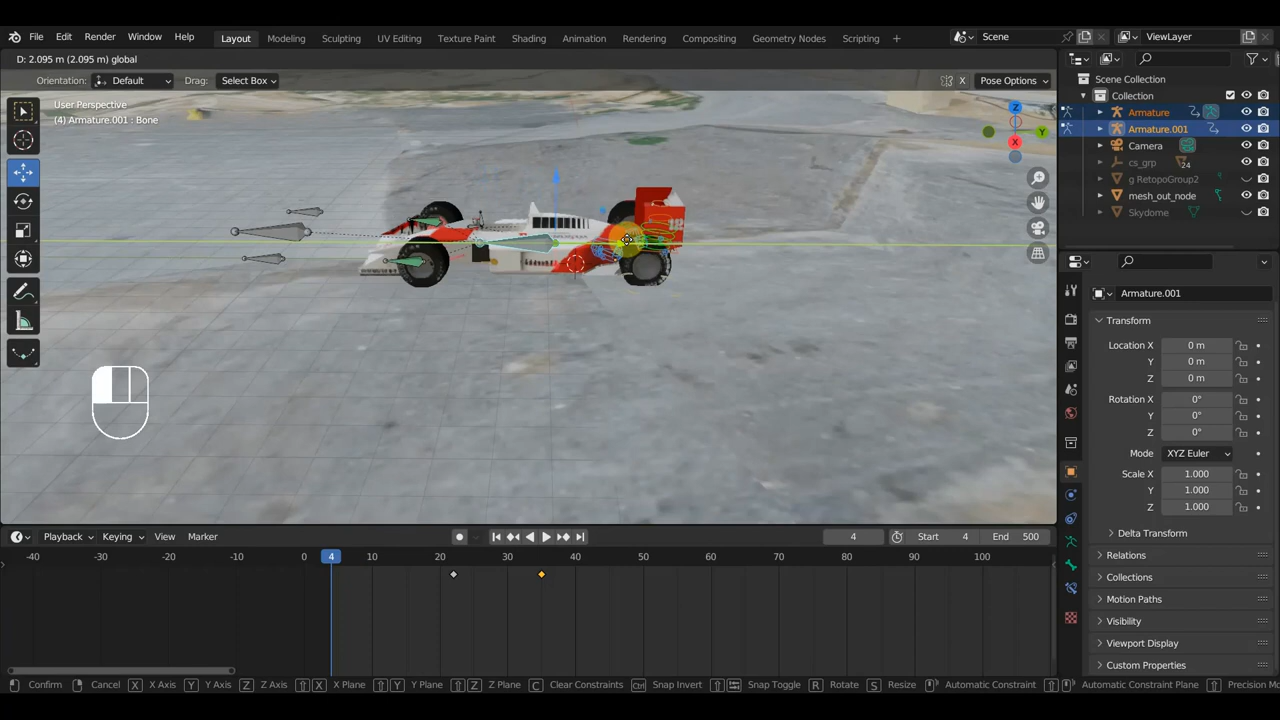 File Edit Render Window Help Layout Modeling Sculpting UV Editing Texture Paint Shading Animation Rendering Compositing Geometry Nodes Scripting + Scene ViewLayer
D: 2.095 m (2.095 m) global
Orientation: Default Drag: Select Box X Pose Options
User Perspective
(4) Armature.001 : Bone
Z
Y
X
Scene Collection
Collection
Armature
Armature.001
Camera
cs_grp 24
g RetopoGroup2
mesh_out_node
Skydome
Armature.001
Transform
Location X 0 m
Y 0 m
Z 0 m
Rotation X 0°
Y 0°
Z 0°
Mode XYZ Euler
Scale X 1.000
Y 1.000
Z 1.000
Delta Transform
Relations
Collections
Motion Paths
Visibility
Viewport Display
Custom Properties
Playback Keying View Marker 4 Start 4 End 500
-40 -30 -20 -10 0 4 10 20 30 40 50 60 70 80 90 100
Confirm Cancel X X Axis Y Y Axis Z Z Axis X X Plane Y Y Plane Z Z Plane C Clear Constraints Ctrl Snap Invert Snap Toggle R Rotate S Resize Automatic Constraint Automatic Constraint Plane Precision Mo